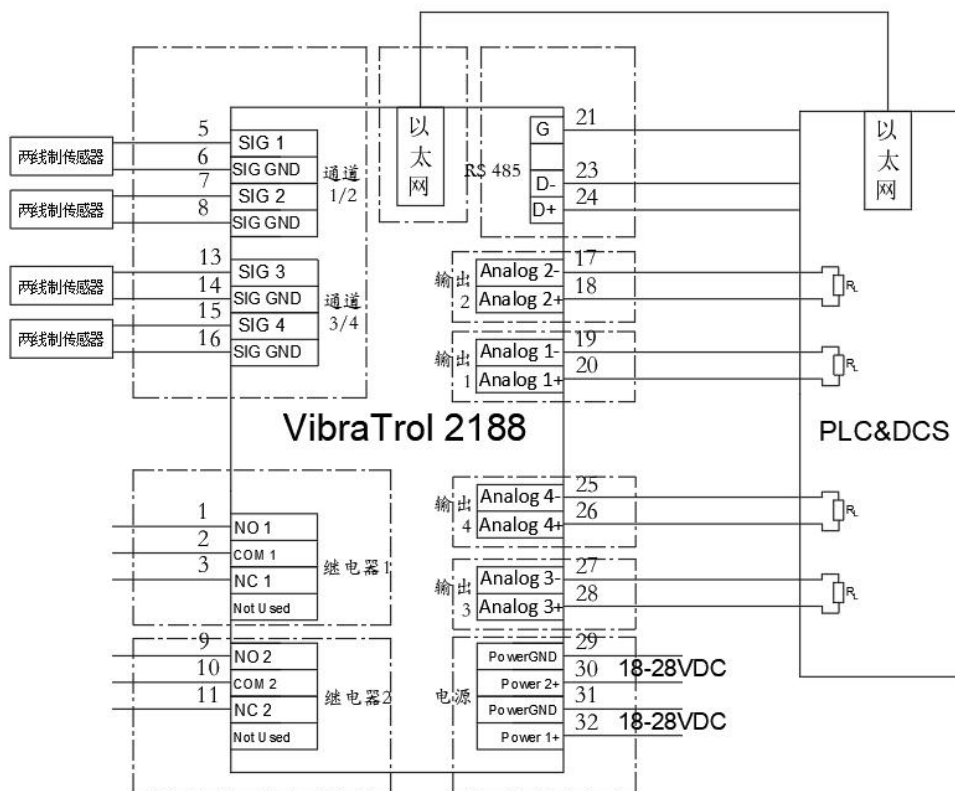 以太网
以太网
5
两线制传感器
SIG 1
6
SIG GND
通道
1/2
7
两线制传感器
SIG 2
8
SIG GND
13
两线制传感器
SIG 3
14
SIG GND
通道
3/4
15
两线制传感器
SIG 4
16
SIG GND
RS 485
G
21
D-
23
D+
24
输出
2
Analog 2-
17
Analog 2+
18
RL
输出
1
Analog 1-
19
Analog 1+
20
RL
VibraTrol 2188
PLC&DCS
1
NO 1
2
COM 1
3
NC 1
Not Used
继电器1
9
NO 2
10
COM 2
11
NC 2
Not Used
继电器2
输出
4
Analog 4-
25
Analog 4+
26
RL
输出
3
Analog 3-
27
Analog 3+
28
RL
电源
PowerGND
29
Power 2+
30
18-28VDC
PowerGND
31
Power 1+
32
18-28VDC